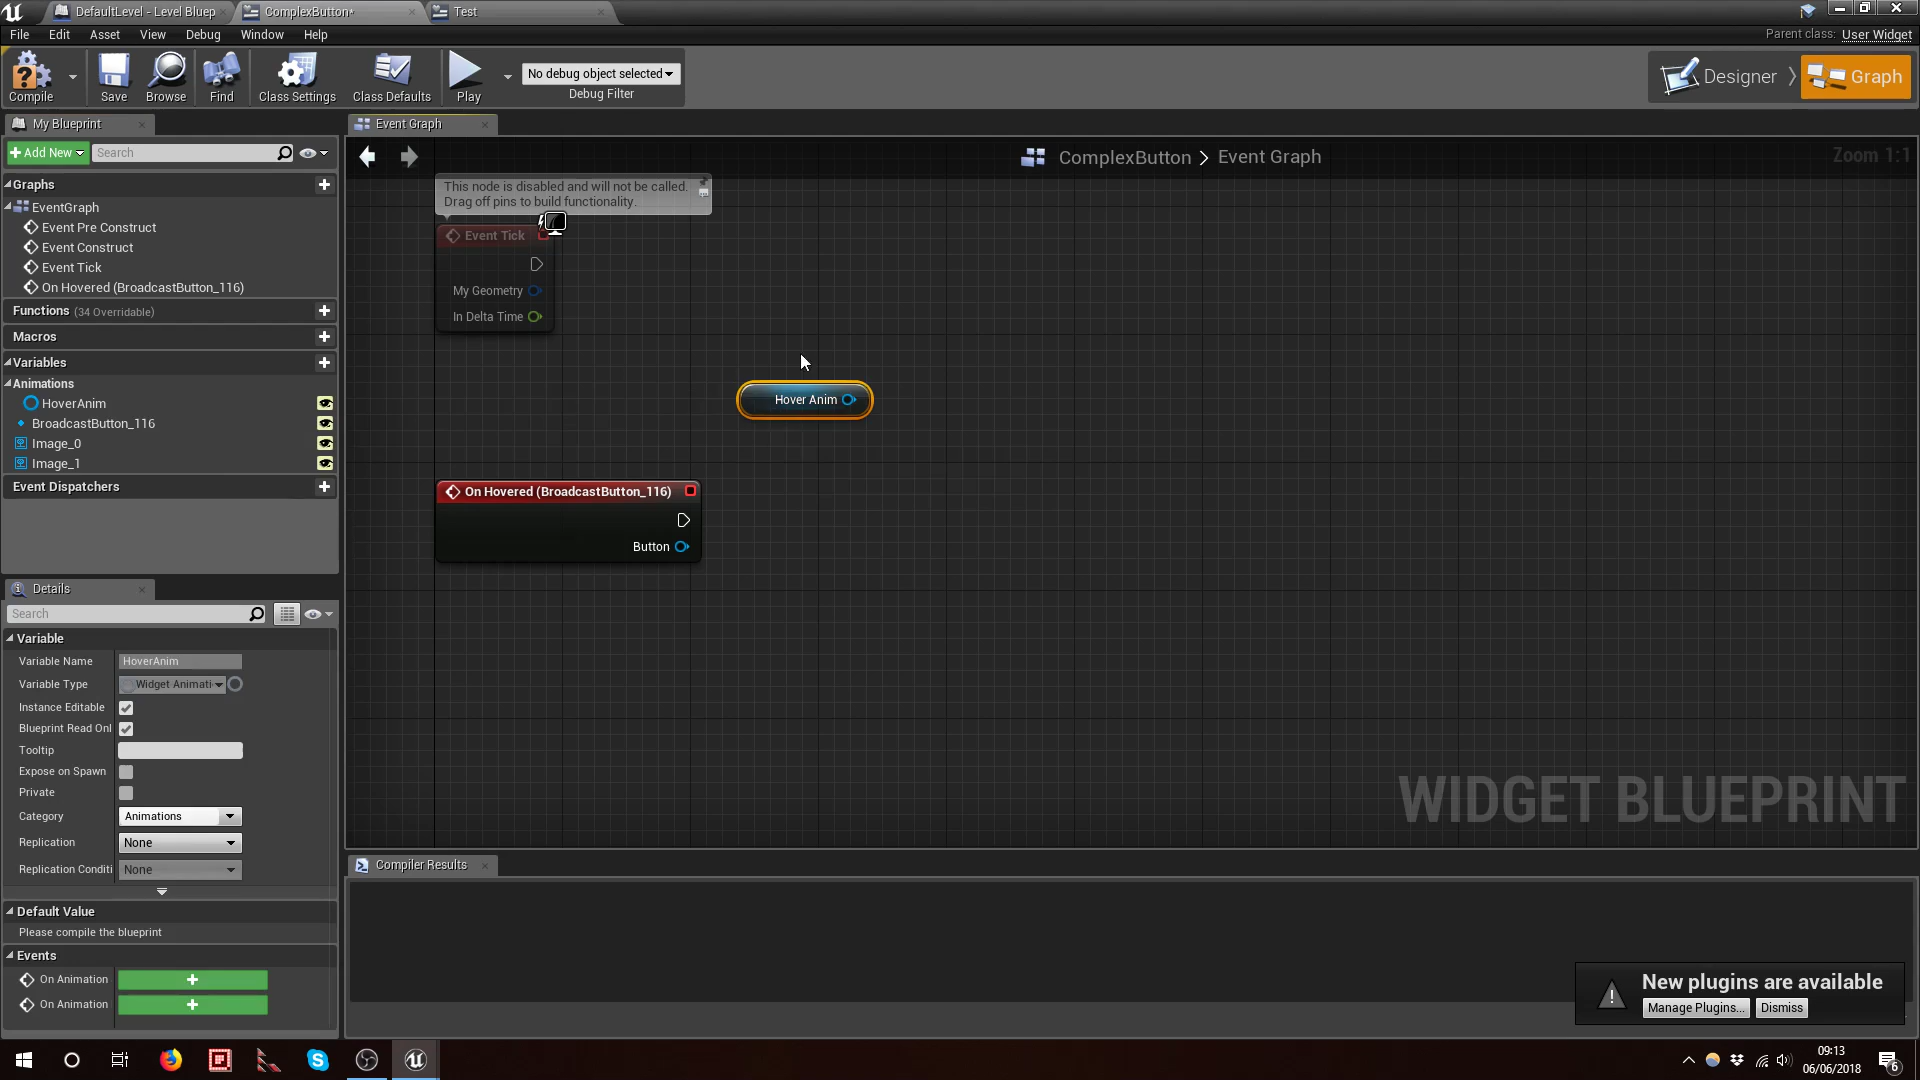 DefaultLevel - Level Bluep
ComplexButton*
Test
File Edit Asset View Debug Window Help
Parent class: User Widget
Compile
Save
Browse
Find
Class Settings
Class Defaults
Play
No debug object selected
Debug Filter
Designer
Graph
My Blueprint
Add New
Search
Graphs
EventGraph
Event Pre Construct
Event Construct
Event Tick
On Hovered (BroadcastButton_116)
Functions (34 Overridable)
Macros
Variables
Animations
HoverAnim
BroadcastButton_116
Image_0
Image_1
Event Dispatchers
Details
Search
Variable
Variable Name HoverAnim
Variable Type Widget Animati
Instance Editable
Blueprint Read Onl
Tooltip
Expose on Spawn
Private
Category Animations
Replication None
Replication Conditi None
Default Value
Please compile the blueprint
Events
On Animation
On Animation
Event Graph
ComplexButton > Event Graph
Zoom 1:1
This node is disabled and will not be called.
Drag off pins to build functionality.
Event Tick
My Geometry
In Delta Time
Hover Anim
On Hovered (BroadcastButton_116)
Button
WIDGET BLUEPRINT
Compiler Results
New plugins are available
Manage Plugins...
Dismiss
09:13
06/06/2018
6